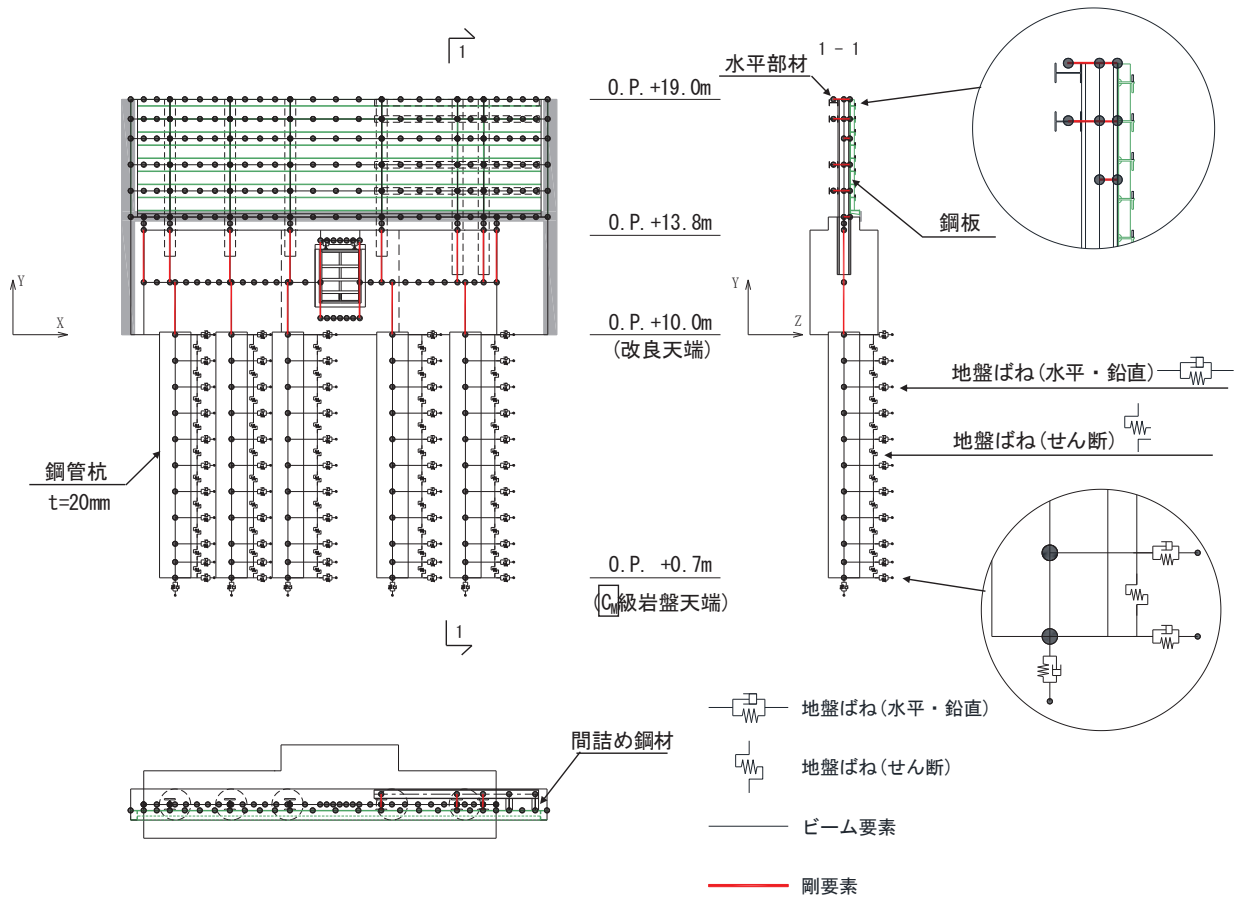 1
1 - 1
水平部材
O.P. +19.0m
鋼板
O.P. +13.8m
Y
X
Y
Z
O.P. +10.0m
(改良天端)
地盤ばね(水平・鉛直)
地盤ばね(せん断)
鋼管杭
t=20mm
O.P. +0.7m
(CM級岩盤天端)
1
間詰め鋼材
地盤ばね(水平・鉛直)
地盤ばね(せん断)
ビーム要素
剛要素